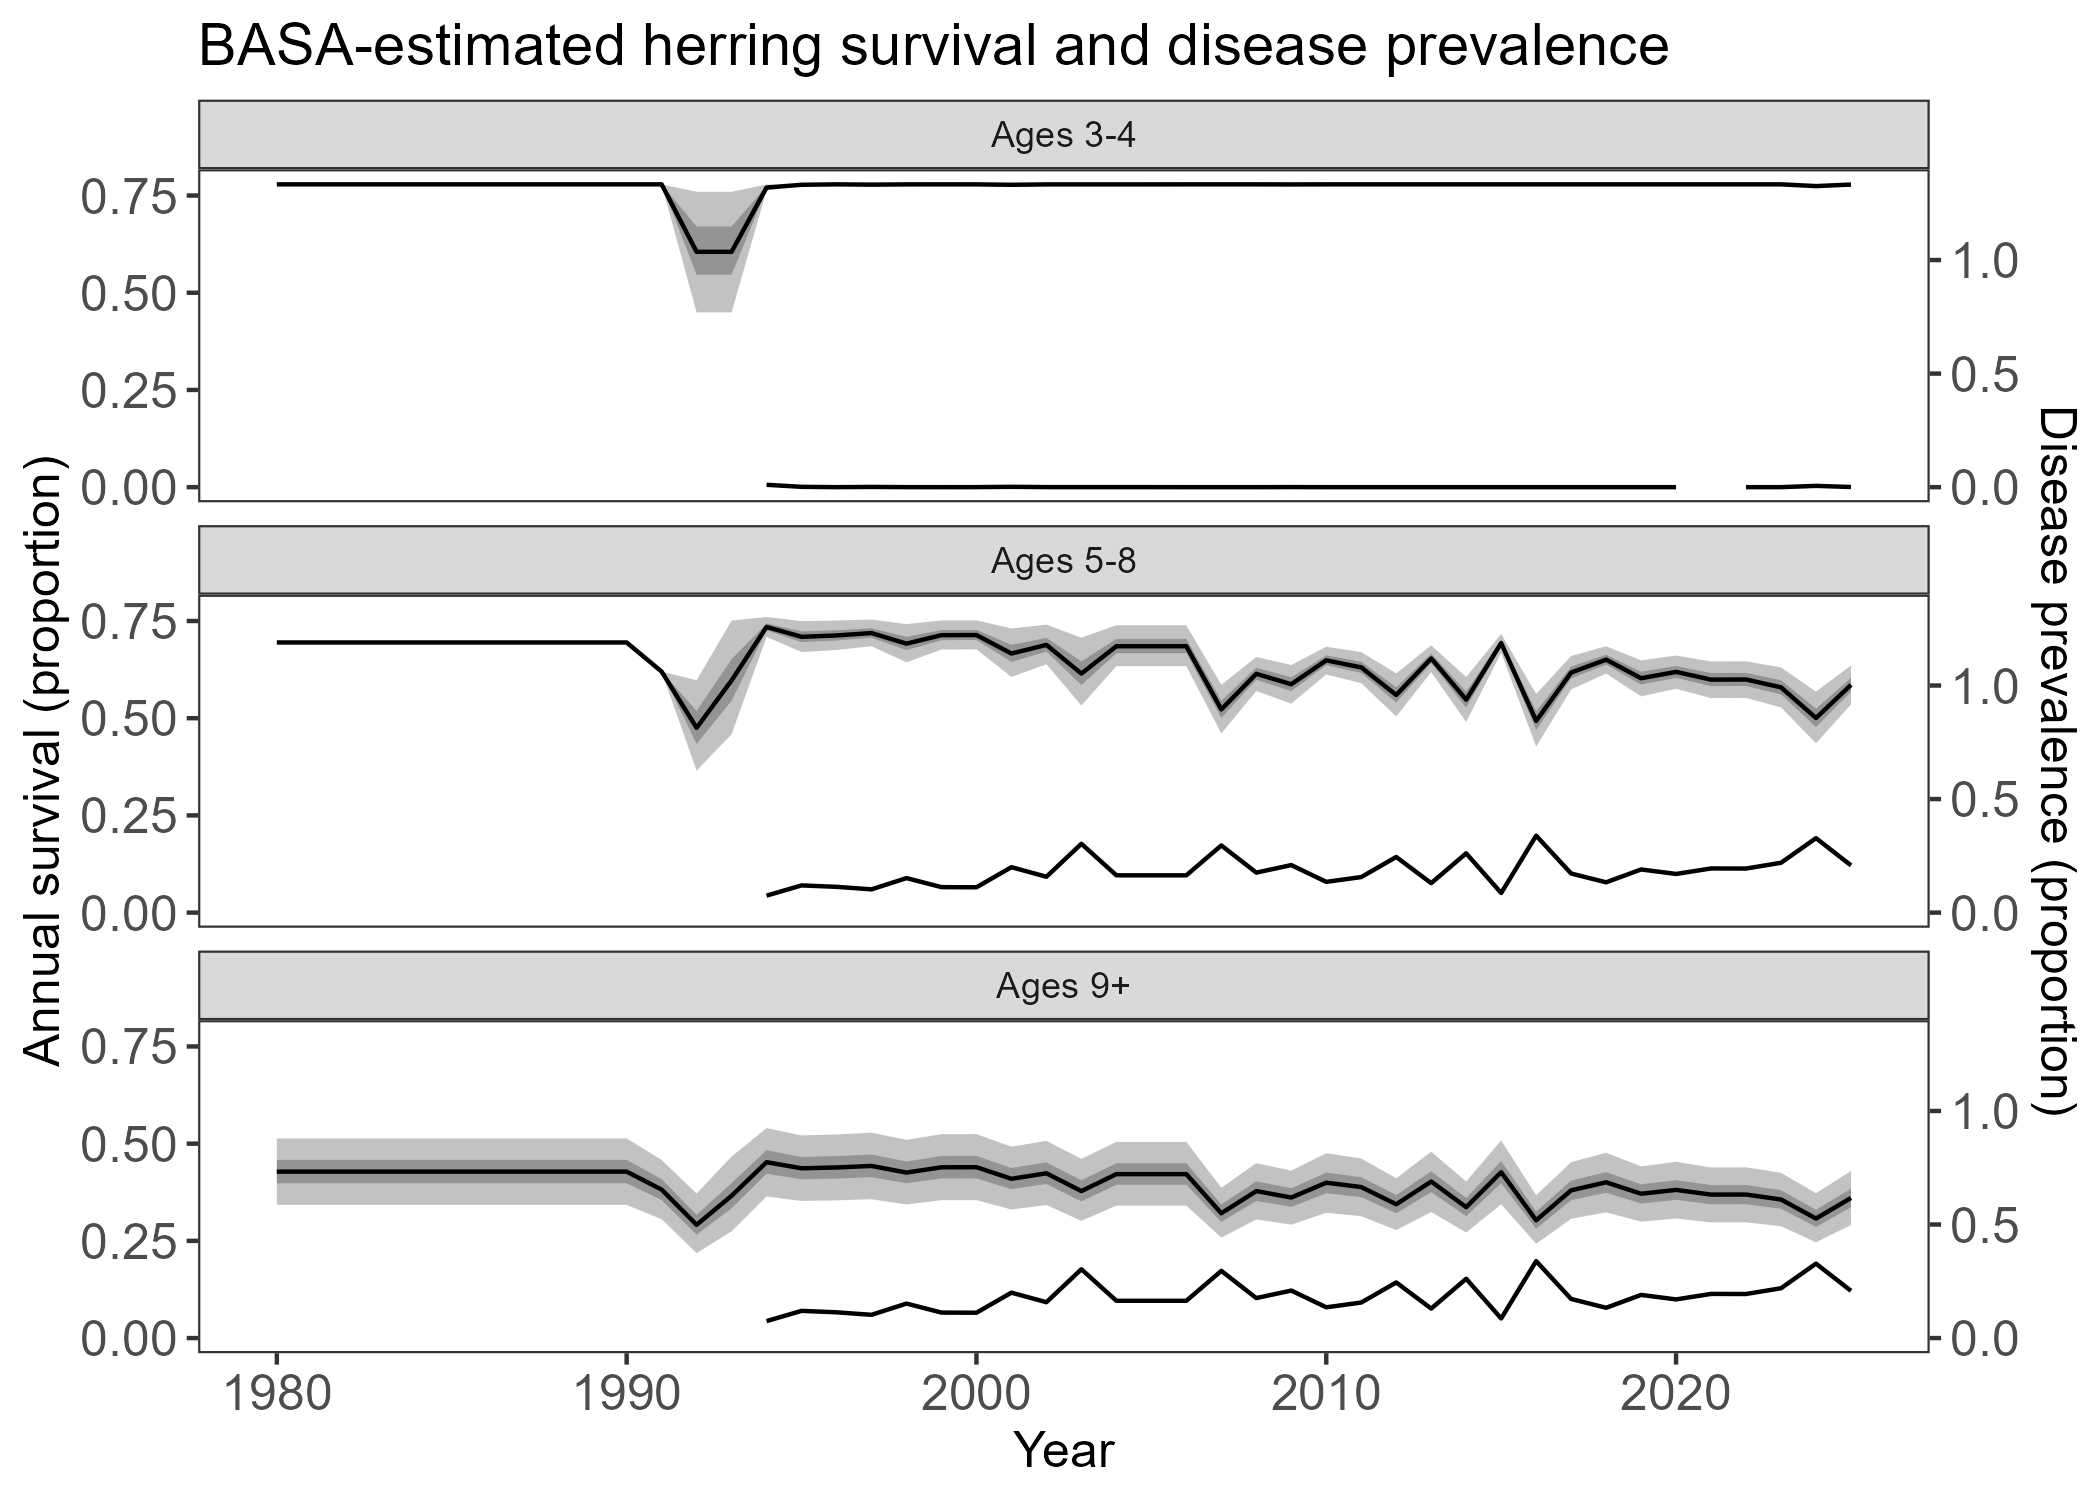 BASA-estimated herring survival and disease prevalence
Annual survival (proportion)
Disease prevalence (proportion)
Ages 3-4
0.75
0.50
0.25
0.00
1.0
0.5
0.0
Ages 5-8
0.75
0.50
0.25
0.00
1.0
0.5
0.0
Ages 9+
0.75
0.50
0.25
0.00
1.0
0.5
0.0
1980 1990 2000 2010 2020
Year